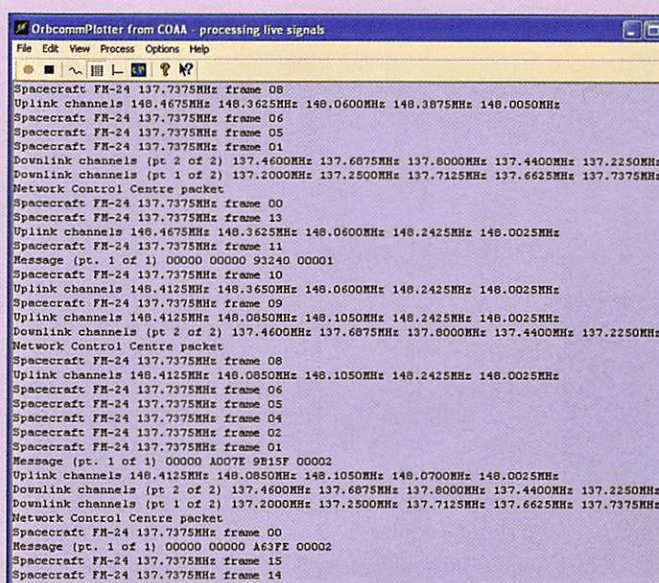 OrbcommPlotter from COAA - processing live signals
File Edit View Process Options Help
Spacecraft FM-24 137.7375MHz frame 08
Uplink channels 148.4675MHz 148.3625MHz 148.0600MHz 148.3875MHz 148.0050MHz
Spacecraft FM-24 137.7375MHz frame 06
Spacecraft FM-24 137.7375MHz frame 05
Spacecraft FM-24 137.7375MHz frame 01
Downlink channels (pt 2 of 2) 137.4600MHz 137.6875MHz 137.8000MHz 137.4400MHz 137.2250MHz
Downlink channels (pt 1 of 2) 137.2000MHz 137.2500MHz 137.7125MHz 137.6625MHz 137.7375MHz
Network Control Centre packet
Spacecraft FM-24 137.7375MHz frame 00
Spacecraft FM-24 137.7375MHz frame 13
Uplink channels 148.4675MHz 148.3625MHz 148.0600MHz 148.2425MHz 148.0025MHz
Spacecraft FM-24 137.7375MHz frame 11
Message (pt. 1 of 1) 00000 00000 93240 00001
Spacecraft FM-24 137.7375MHz frame 10
Uplink channels 148.4125MHz 148.3650MHz 148.0600MHz 148.2425MHz 148.0025MHz
Spacecraft FM-24 137.7375MHz frame 09
Uplink channels 148.4125MHz 148.0850MHz 148.1050MHz 148.2425MHz 148.0025MHz
Downlink channels (pt 2 of 2) 137.4600MHz 137.6875MHz 137.8000MHz 137.4400MHz 137.2250MHz
Network Control Centre packet
Spacecraft FM-24 137.7375MHz frame 08
Uplink channels 148.4125MHz 148.0850MHz 148.1050MHz 148.2425MHz 148.0025MHz
Spacecraft FM-24 137.7375MHz frame 06
Spacecraft FM-24 137.7375MHz frame 05
Spacecraft FM-24 137.7375MHz frame 04
Spacecraft FM-24 137.7375MHz frame 02
Spacecraft FM-24 137.7375MHz frame 01
Message (pt. 1 of 1) 00000 A007E 9B15F 00002
Uplink channels 148.4125MHz 148.0850MHz 148.1050MHz 148.0700MHz 148.0025MHz
Downlink channels (pt 2 of 2) 137.4600MHz 137.6875MHz 137.8000MHz 137.4400MHz 137.2250MHz
Downlink channels (pt 1 of 2) 137.2000MHz 137.2500MHz 137.7125MHz 137.6625MHz 137.7375MHz
Network Control Centre packet
Spacecraft FM-24 137.7375MHz frame 00
Message (pt. 1 of 1) 00000 00000 A63FE 00002
Spacecraft FM-24 137.7375MHz frame 15
Spacecraft FM-24 137.7375MHz frame 14